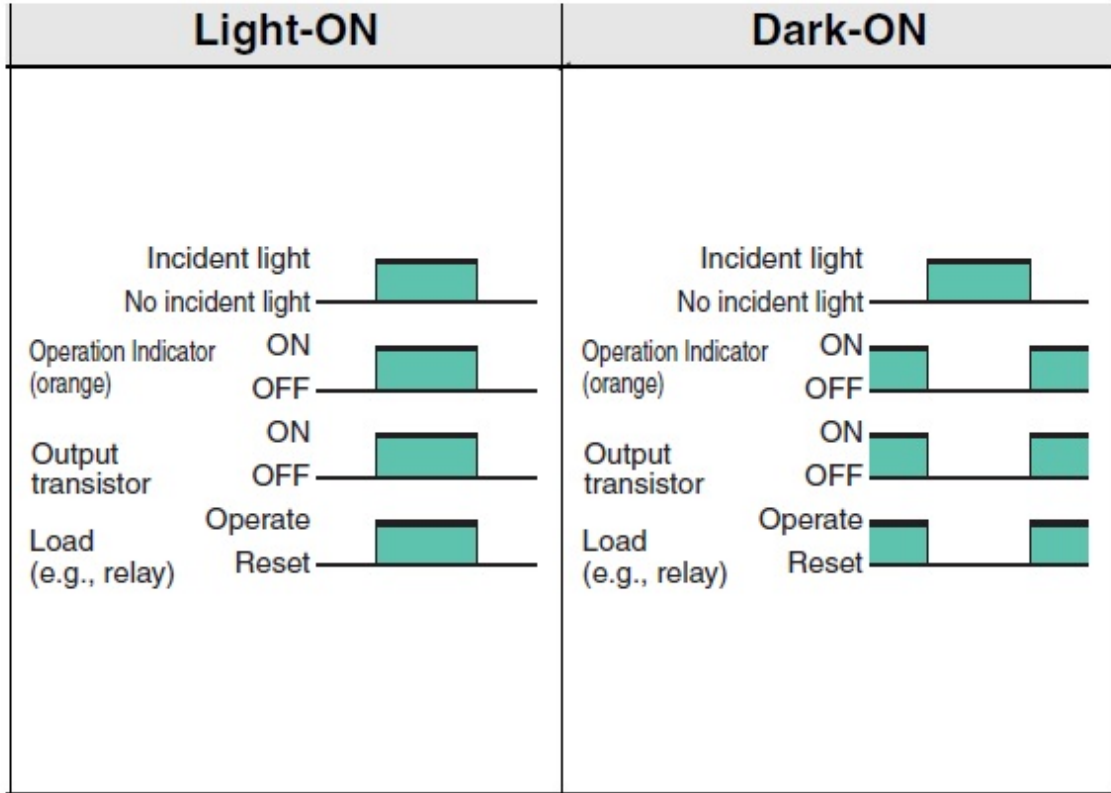 Light-ON
Incident light
No incident light
Operation Indicator
(orange)
ON
OFF
Output
transistor
ON
OFF
Load
(e.g., relay)
Operate
Reset
Dark-ON
Incident light
No incident light
Operation Indicator
(orange)
ON
OFF
Output
transistor
ON
OFF
Load
(e.g., relay)
Operate
Reset